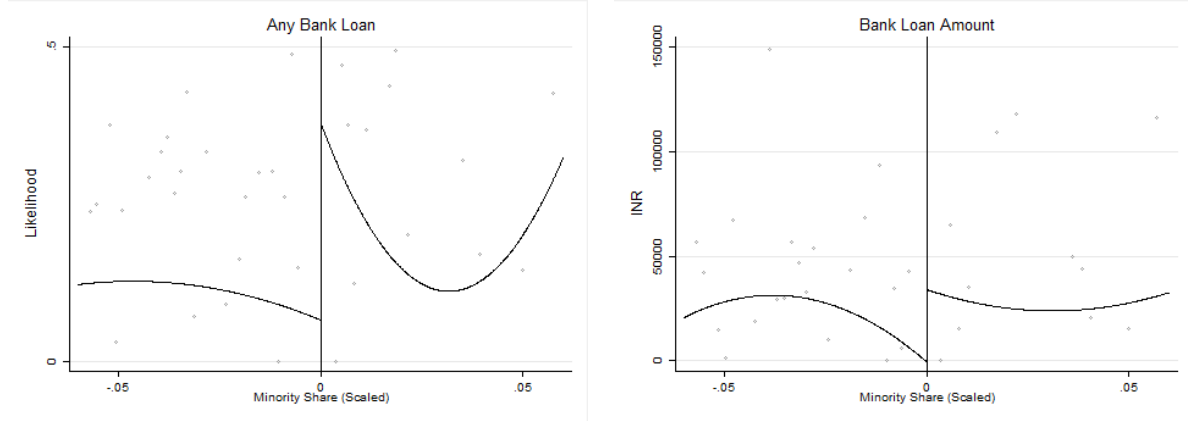 Any Bank Loan
.5
0
Likelihood
-.05
0
.05
Minority Share (Scaled)
Bank Loan Amount
150000
100000
50000
0
INR
-.05
0
.05
Minority Share (Scaled)